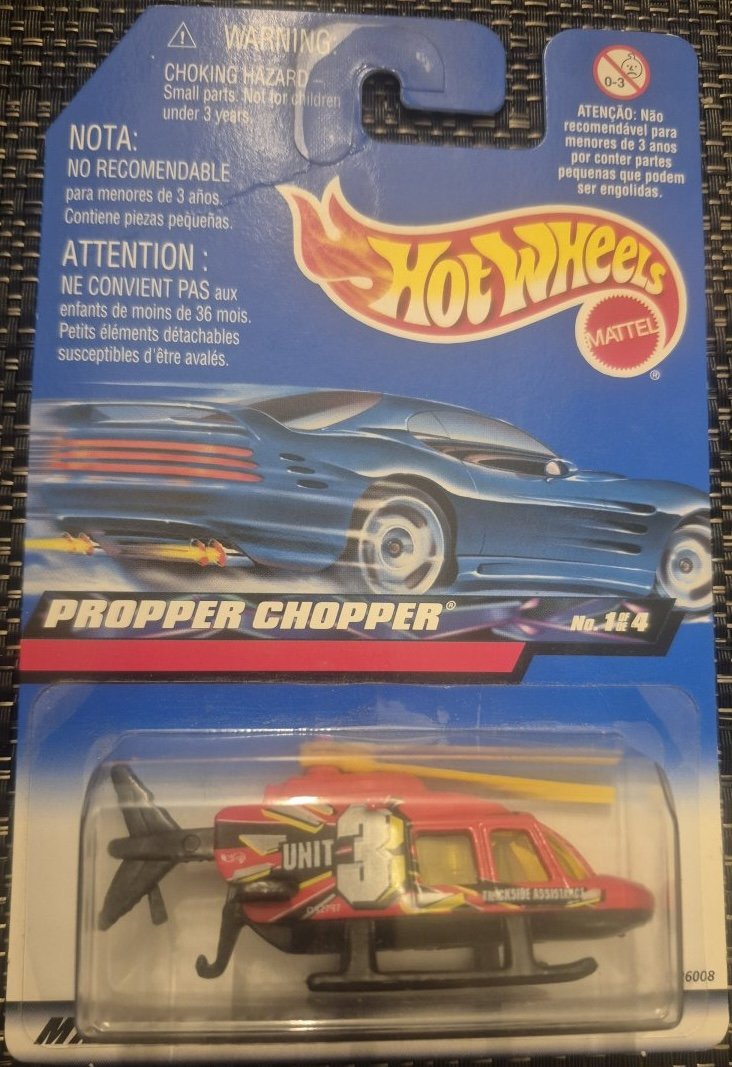 WARNING:
CHOKING HAZARD –
Small parts. Not for children
under 3 years.
NOTA:
NO RECOMENDABLE
para menores de 3 años.
Contiene piezas pequeñas.
ATTENTION :
NE CONVIENT PAS aux
enfants de moins de 36 mois.
Petits éléments détachables
susceptibles d'être avalés.
0-3
ATENÇÃO: Não
recomendável para
menores de 3 anos
por conter partes
pequenas que podem
ser engolidas.
HOT WHEELS
MATTEL
®
PROPPER CHOPPER®
No. 1 OF DE 4
UNIT 3
TRACKSIDE ASSISTANCE
6008